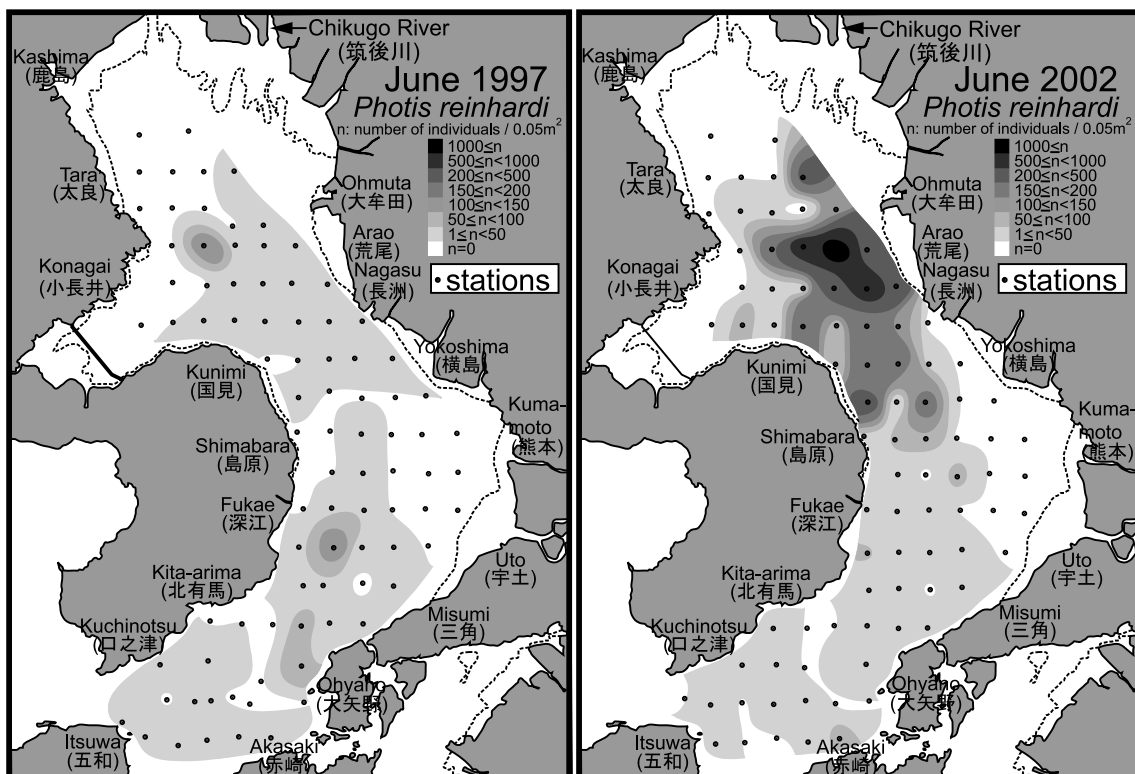 Chikugo River
(筑後川)
Kashima
(鹿島)
June 1997
Photis reinhardi
n: number of individuals / 0.05m²
1000≤n
500≤n<1000
200≤n<500
150≤n<200
100≤n<150
50≤n<100
1≤n<50
n=0
Tara
(太良)
Ohmuta
(大牟田)
Arao
(荒尾)
Konagai
(小長井)
Nagasu
(長洲)
stations
Yokoshima
(横島)
Kunimi
(国見)
Kuma-
moto
(熊本)
Shimabara
(島原)
Fukae
(深江)
Uto
(宇土)
Kita-arima
(北有馬)
Misumi
(三角)
Kuchinotsu
(口之津)
Ohyano
(大矢野)
Itsuwa
(五和)
Akasaki
(赤崎)
Chikugo River
(筑後川)
Kashima
(鹿島)
June 2002
Photis reinhardi
n: number of individuals / 0.05m²
1000≤n
500≤n<1000
200≤n<500
150≤n<200
100≤n<150
50≤n<100
1≤n<50
n=0
Tara
(太良)
Ohmuta
(大牟田)
Arao
(荒尾)
Konagai
(小長井)
Nagasu
(長洲)
stations
Yokoshima
(横島)
Kunimi
(国見)
Kuma-
moto
(熊本)
Shimabara
(島原)
Fukae
(深江)
Uto
(宇土)
Kita-arima
(北有馬)
Misumi
(三角)
Kuchinotsu
(口之津)
Ohyano
(大矢野)
Itsuwa
(五和)
Akasaki
(赤崎)